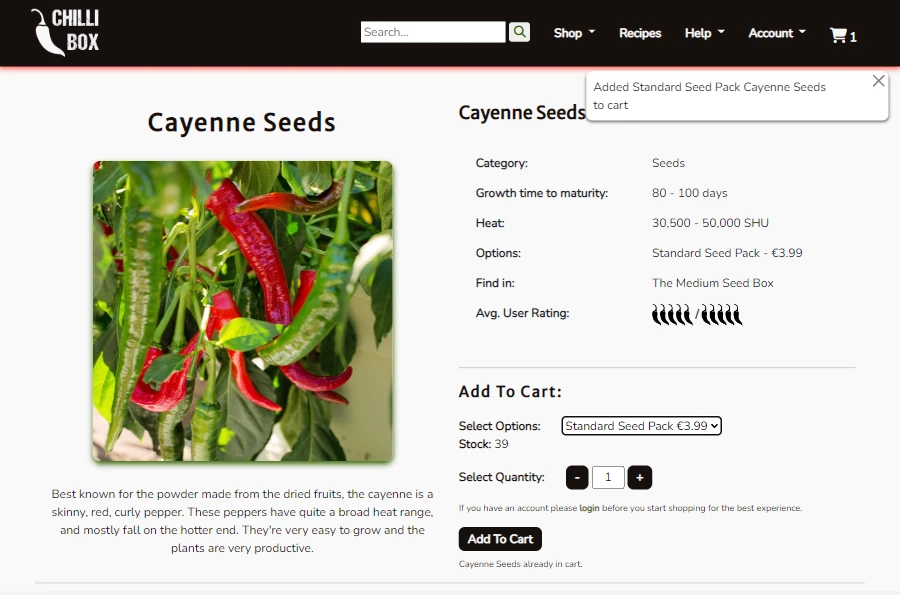 CHILLI
BOX
Search...
Shop
Recipes
Help
Account
1
Added Standard Seed Pack Cayenne Seeds
to cart
Cayenne Seeds
Cayenne Seeds
Category: Seeds
Growth time to maturity: 80 - 100 days
Heat: 30,500 - 50,000 SHU
Options: Standard Seed Pack - €3.99
Find in: The Medium Seed Box
Avg. User Rating: /
Best known for the powder made from the dried fruits, the cayenne is a
skinny, red, curly pepper. These peppers have quite a broad heat range,
and mostly fall on the hotter end. They're very easy to grow and the
plants are very productive.
Add To Cart:
Select Options: Standard Seed Pack €3.99
Stock: 39
Select Quantity: - 1 +
If you have an account please login before you start shopping for the best experience.
Add To Cart
Cayenne Seeds already in cart.